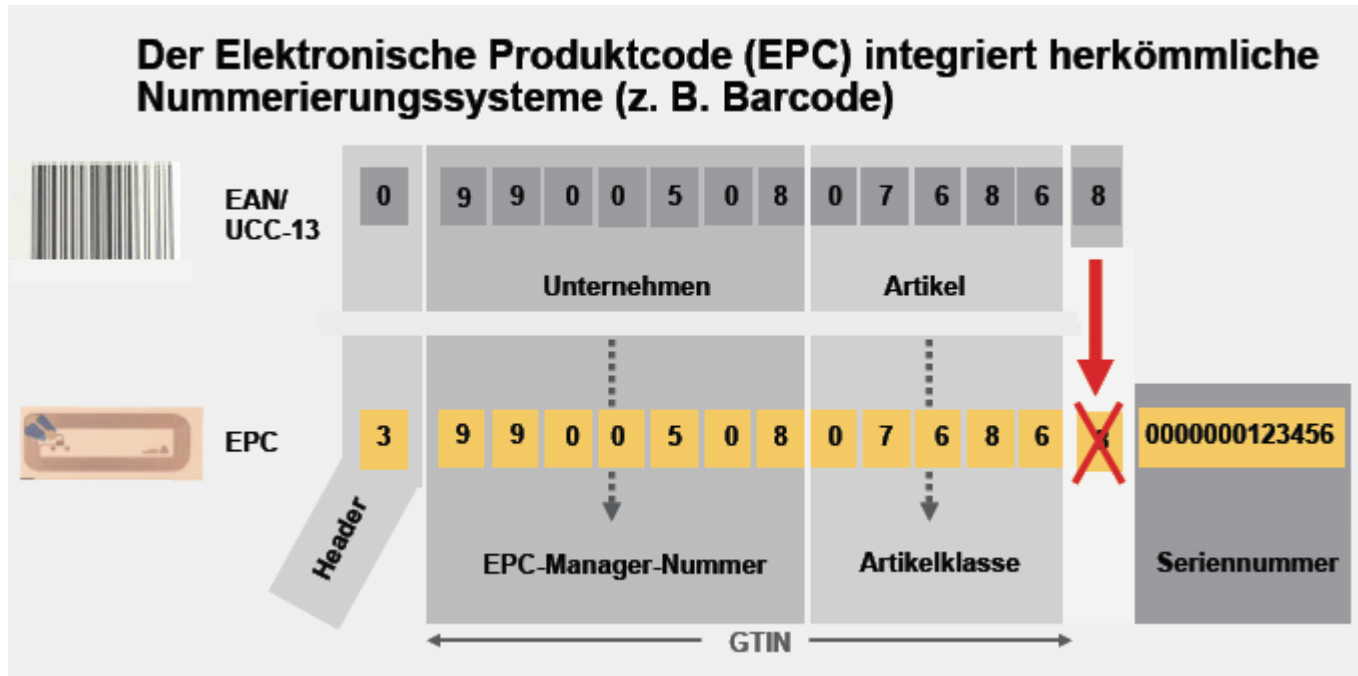 Der Elektronische Produktcode (EPC) integriert herkömmliche
Nummerierungssysteme (z. B. Barcode)
EAN/
UCC-13
0 9 9 0 0 5 0 8 0 7 6 8 6 8
Unternehmen Artikel
EPC
3 9 9 0 0 5 0 8 0 7 6 8 6 8 0000000123456
Header
EPC-Manager-Nummer Artikelklasse Seriennummer
GTIN